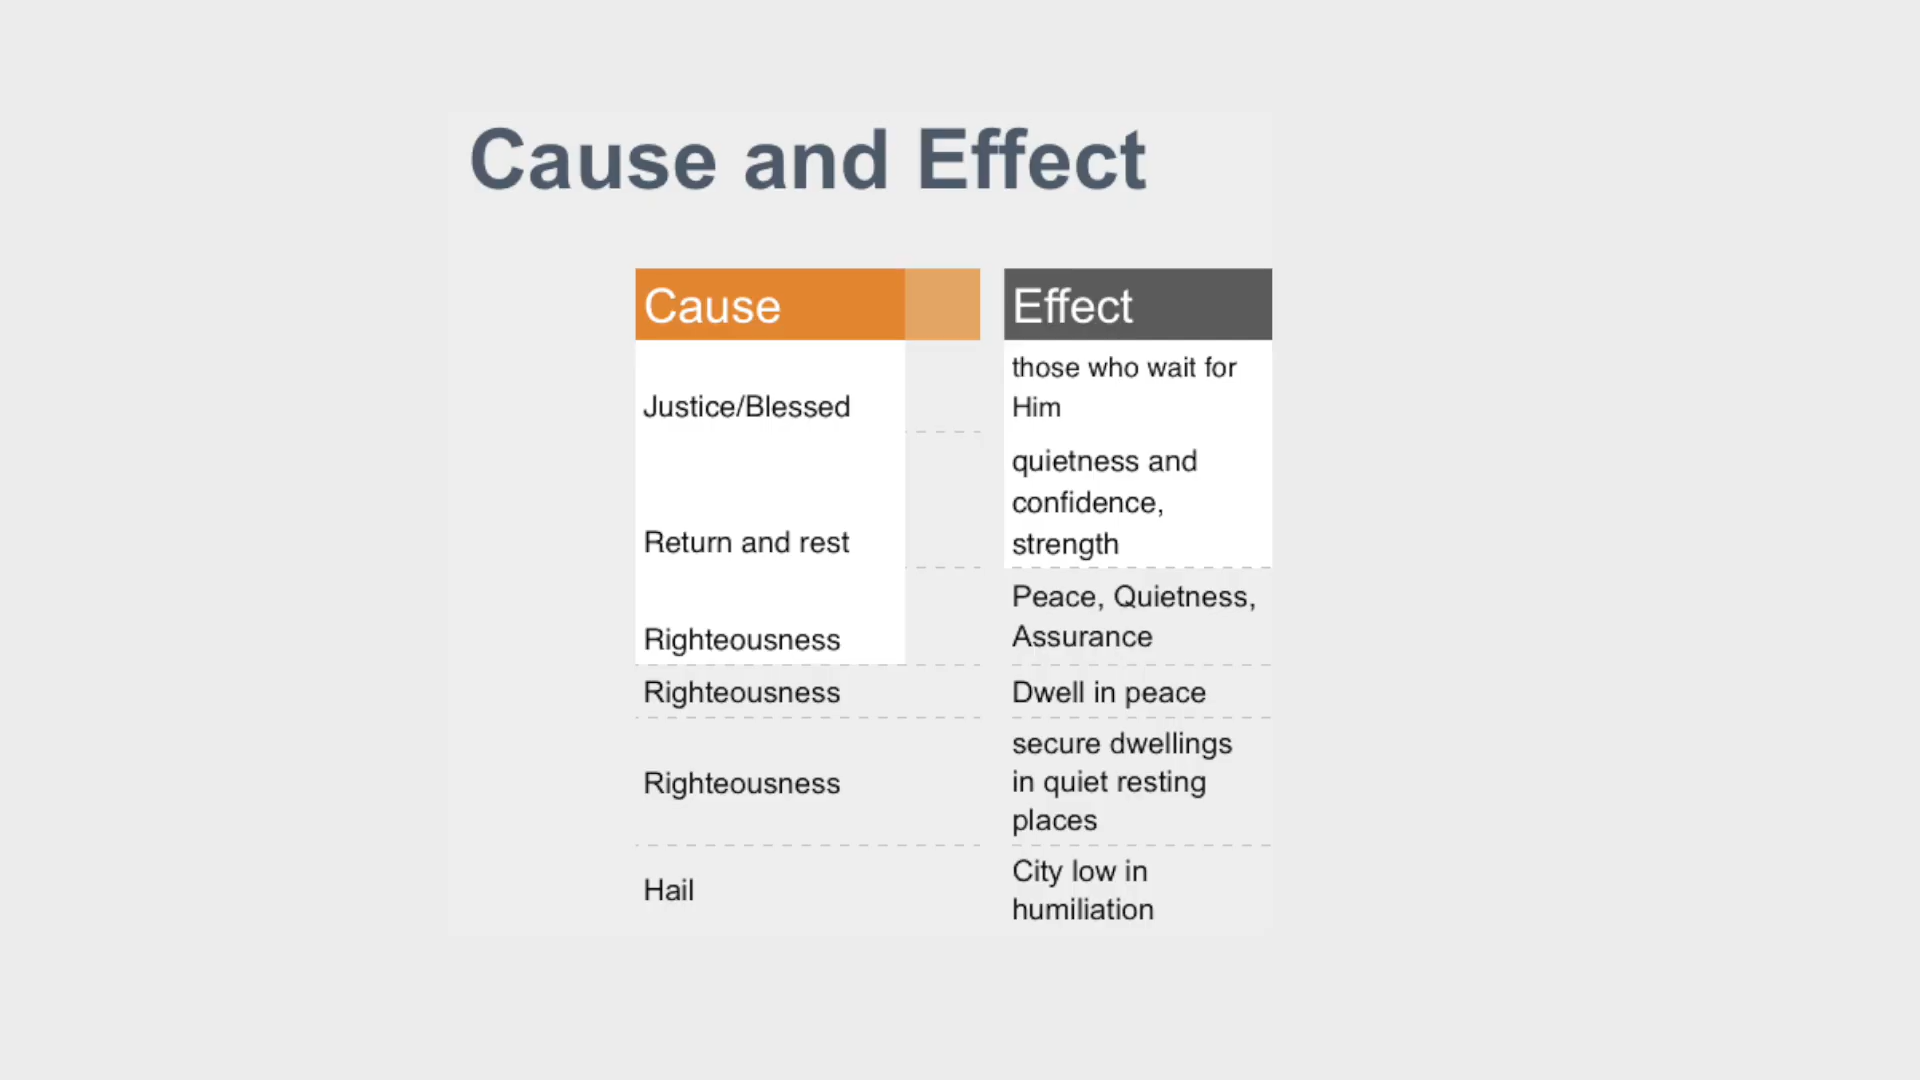 Cause and Effect
Cause
Effect
Justice/Blessed
those who wait for
Him
Return and rest
quietness and
confidence,
strength
Righteousness
Peace, Quietness,
Assurance
Righteousness
Dwell in peace
Righteousness
secure dwellings
in quiet resting
places
Hail
City low in
humiliation